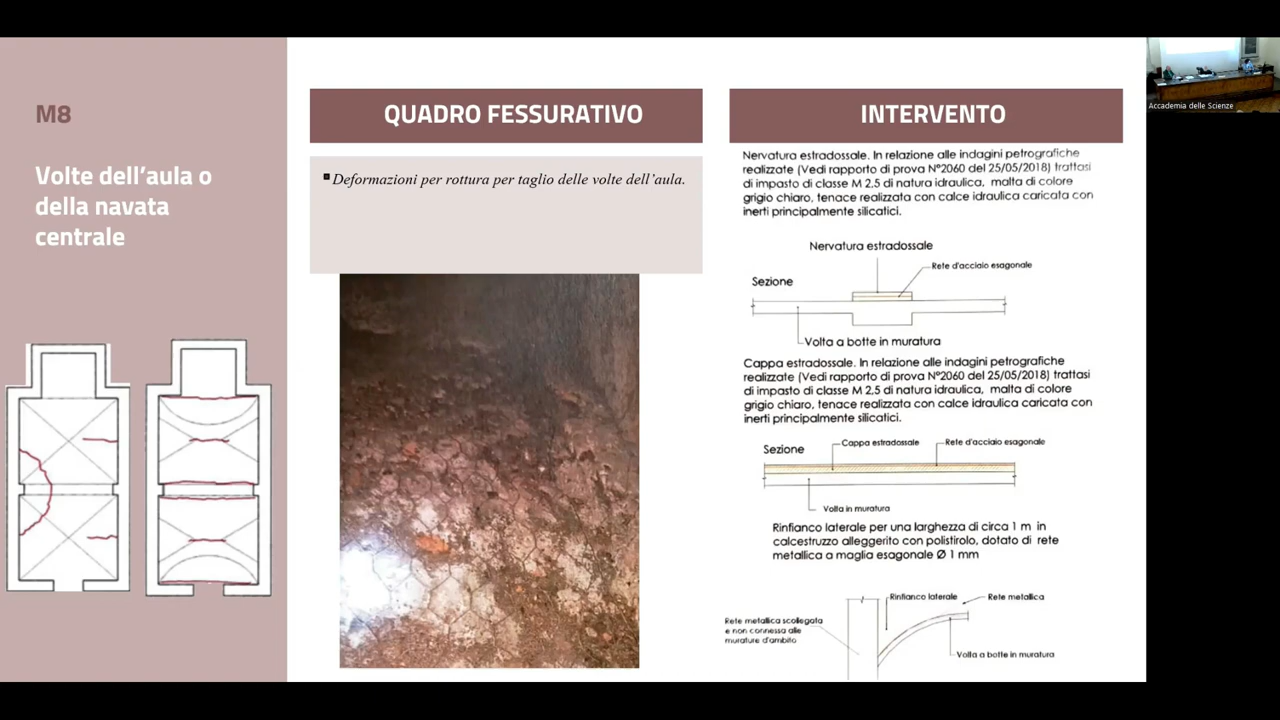 M8
Volte dell'aula o
della navata
centrale
QUADRO FESSURATIVO
Deformazioni per rottura per taglio delle volte dell'aula.
INTERVENTO
Nervatura estradossale. In relazione alle indagini petrografiche
realizzate (Vedi rapporto di prova N°2060 del 25/05/2018) trattasi
di impasto di classe M 2,5 di natura idraulica, malta di colore
grigio chiaro, tenace realizzata con calce idraulica caricata con
inerti principalmente silicatici.
Nervatura estradossale
Rete d'acciaio esagonale
Sezione
Volta a botte in muratura
Cappa estradossale. In relazione alle indagini petrografiche
realizzate (Vedi rapporto di prova N°2060 del 25/05/2018) trattasi
di impasto di classe M 2,5 di natura idraulica, malta di colore
grigio chiaro, tenace realizzata con calce idraulica caricata con
inerti principalmente silicatici.
Cappa estradossale
Rete d'acciaio esagonale
Sezione
Volta in muratura
Rinfianco laterale per una larghezza di circa 1 m in
calcestruzzo alleggerito con polistirolo, dotato di rete
metallica a maglia esagonale Ø 1 mm
Rinfianco laterale
Rete metallica
Rete metallica scollegata
e non connessa alle
murature d'ambito
Volta a botte in muratura
Accademia delle Scienze